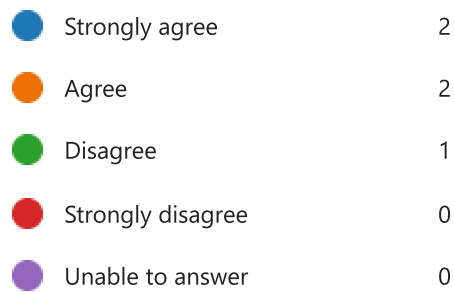 Strongly agree 2
Agree 2
Disagree 1
Strongly disagree 0
Unable to answer 0